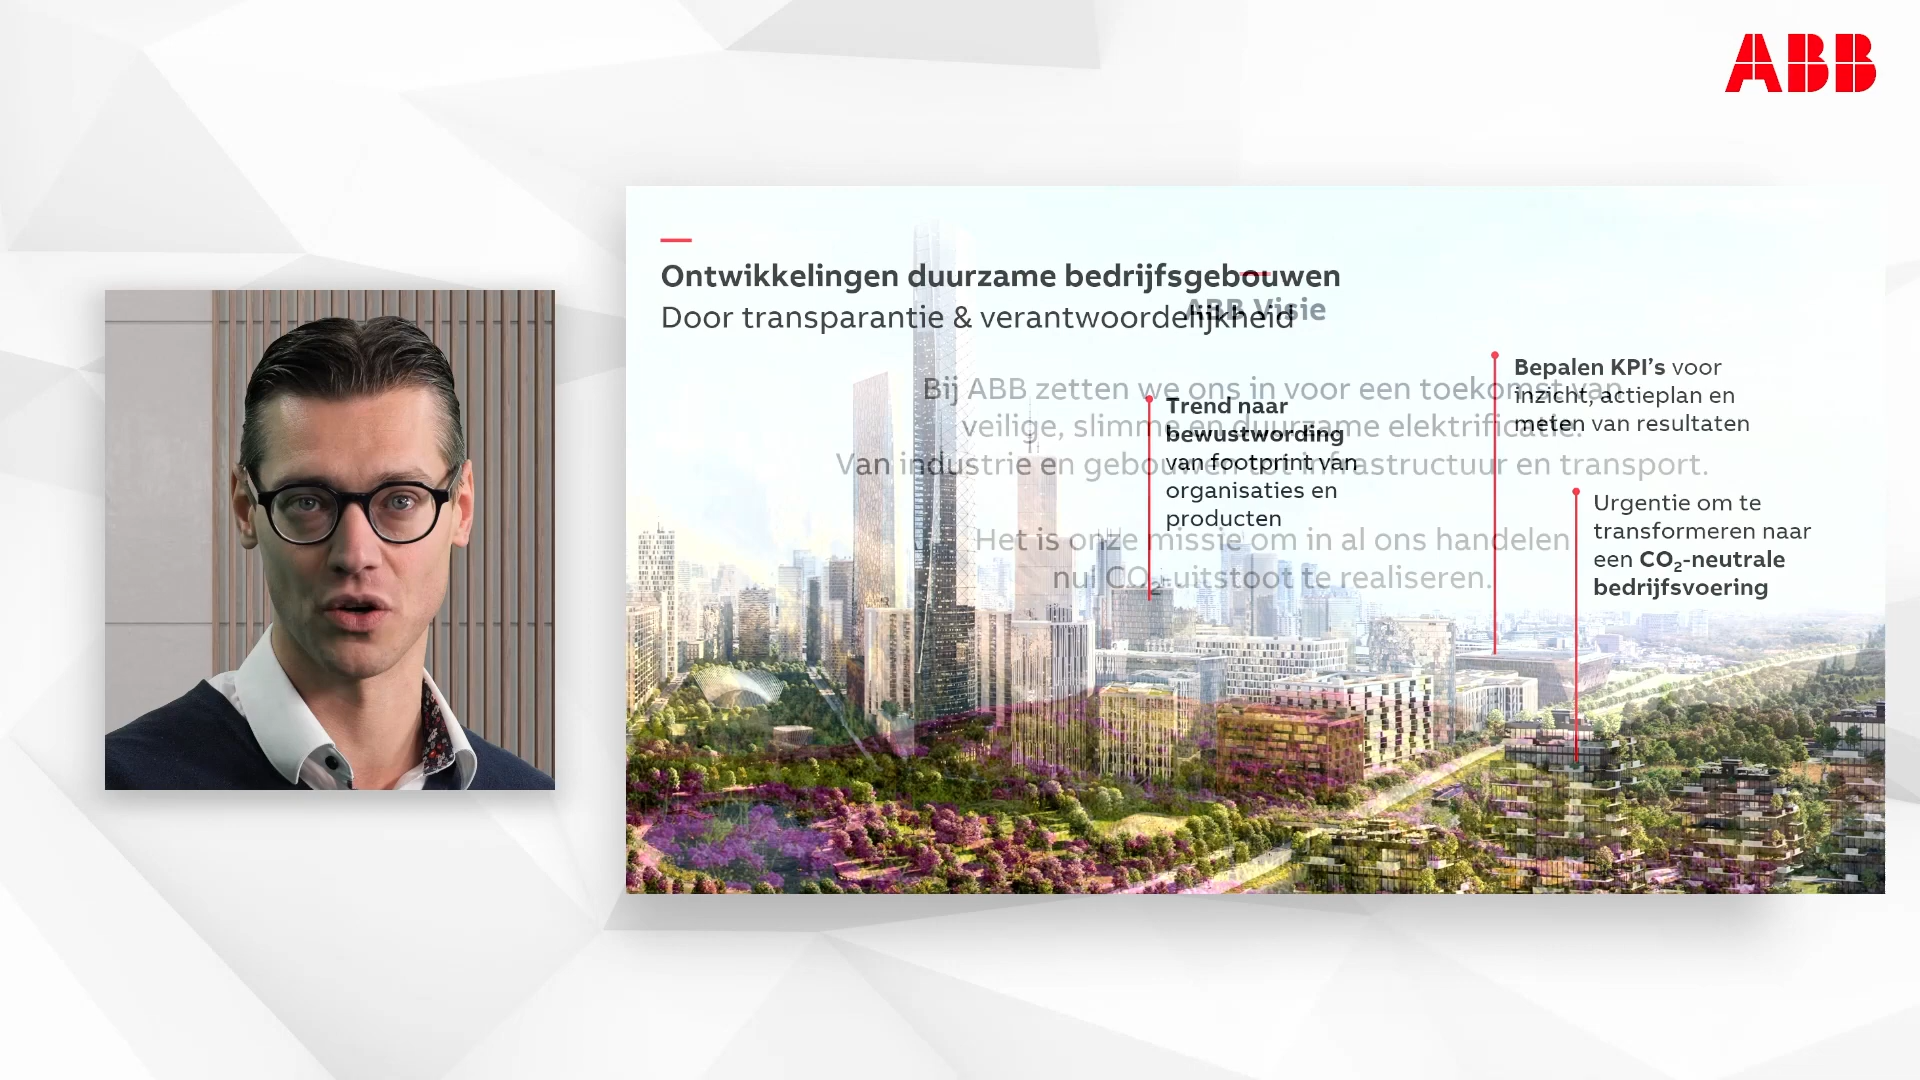 ABB
Ontwikkelingen duurzame bedrijfsgebouwen
Door transparantie & verantwoordelijkheid
ABB Visie
Bij ABB zetten we ons in voor een toekomst van
veilige, slimme en duurzame elektrificatie.
Van industrie en gebouwen tot infrastructuur en transport.
Het is onze missie om in al ons handelen
nul CO₂-uitstoot te realiseren.
Trend naar
bewustwording
van footprint van
organisaties en
producten
Bepalen KPI’s voor
inzicht, actieplan en
meten van resultaten
Urgentie om te
transformeren naar
een CO₂-neutrale
bedrijfsvoering